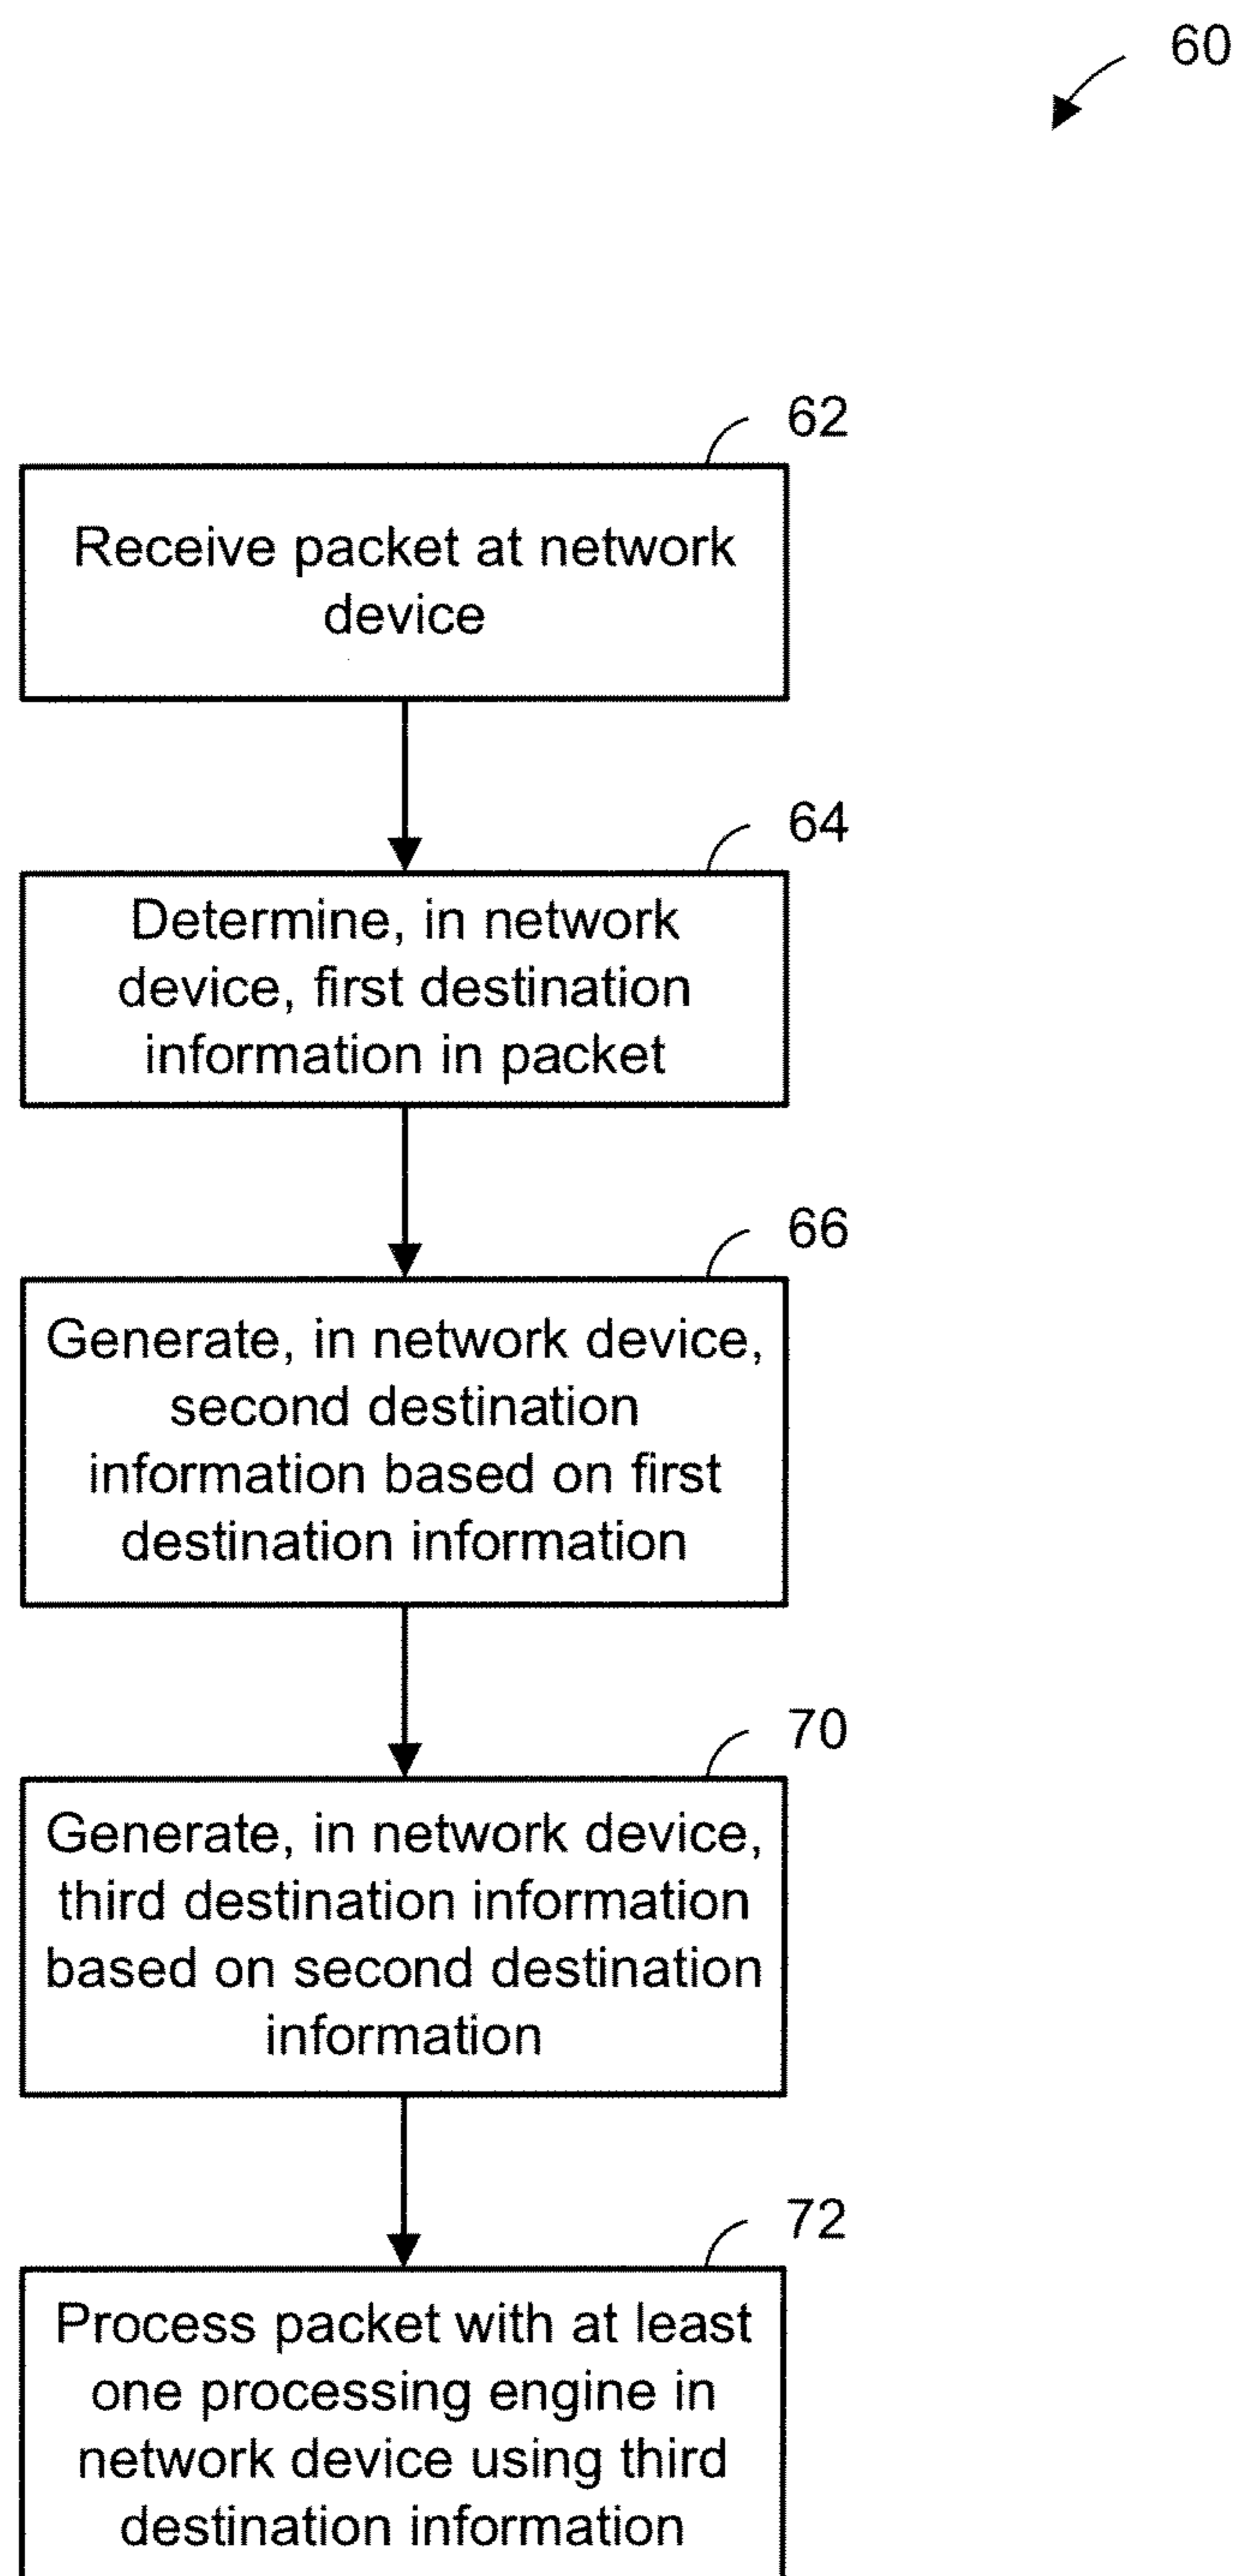 60
62
Receive packet at network
device
64
Determine, in network
device, first destination
information in packet
66
Generate, in network device,
second destination
information based on first
destination information
70
Generate, in network device,
third destination information
based on second destination
information
72
Process packet with at least
one processing engine in
network device using third
destination information